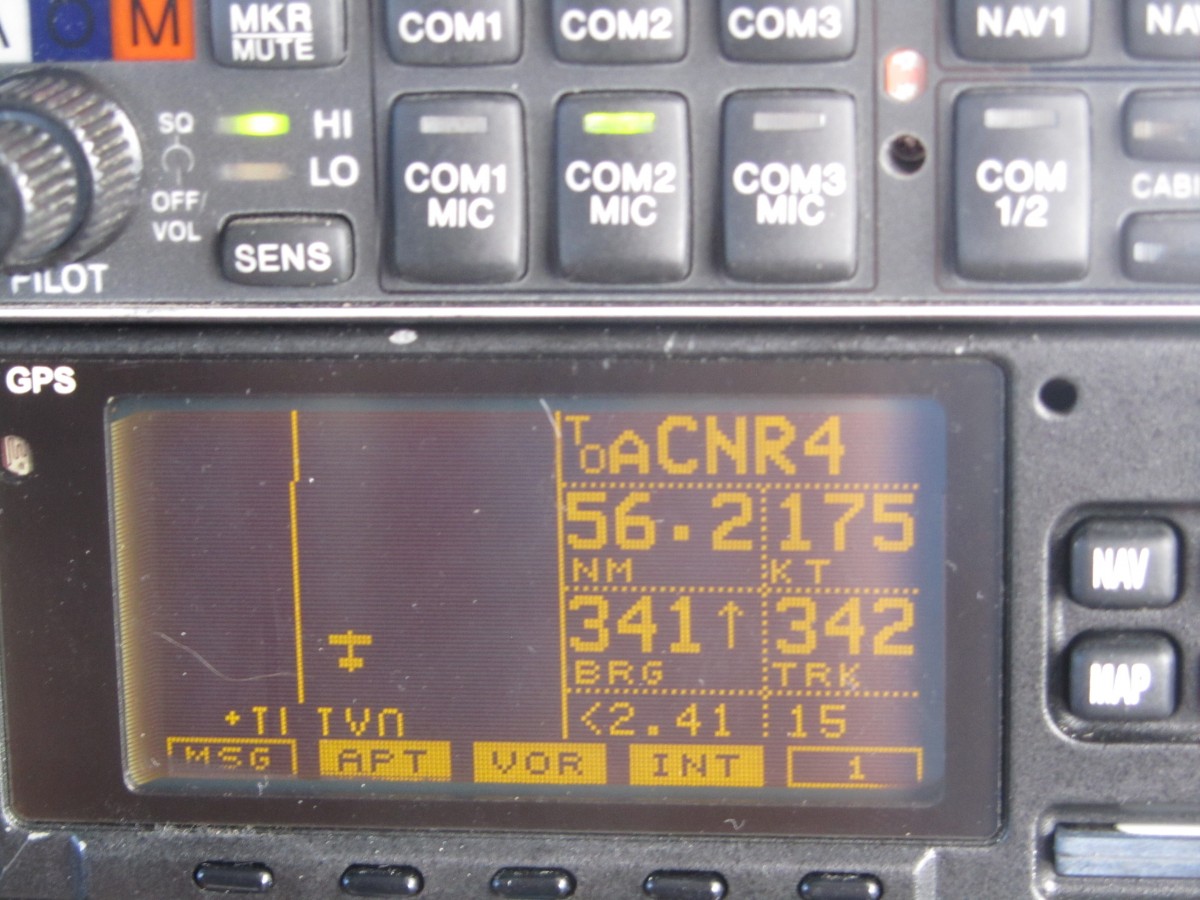 A O M
MKR MUTE
COM1 COM2 COM3 NAV1
SQ HI
LO
OFF/ VOL
COM1 MIC COM2 MIC COM3 MIC COM 1/2
SENS
PILOT
GPS
TO ACNR4
56.2 NM 175 KT
341↑ BRG 342 TRK
<2.41 15
MSG APT VOR INT 1
NAV
MAP